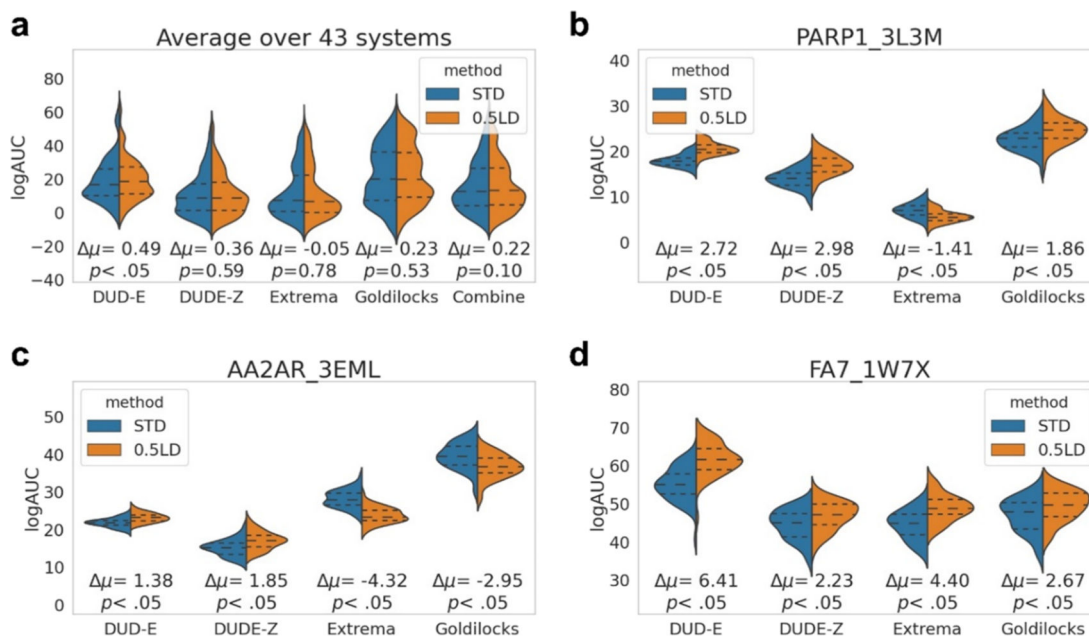 a
Average over 43 systems
method
STD
0.5LD
logAUC
80
60
40
20
0
−20
−40
Δμ= 0.49 Δμ= 0.36 Δμ= -0.05 Δμ= 0.23 Δμ= 0.22
p< .05 p=0.59 p=0.78 p=0.53 p=0.10
DUD-E DUDE-Z Extrema Goldilocks Combine
b
PARP1_3L3M
method
STD
0.5LD
logAUC
40
30
20
10
0
Δμ= 2.72 Δμ= 2.98 Δμ= -1.41 Δμ= 1.86
p< .05 p< .05 p< .05 p< .05
DUD-E DUDE-Z Extrema Goldilocks
c
AA2AR_3EML
method
STD
0.5LD
logAUC
50
40
30
20
10
0
Δμ= 1.38 Δμ= 1.85 Δμ= -4.32 Δμ= -2.95
p< .05 p< .05 p< .05 p< .05
DUD-E DUDE-Z Extrema Goldilocks
d
FA7_1W7X
method
STD
0.5LD
logAUC
80
70
60
50
40
30
Δμ= 6.41 Δμ= 2.23 Δμ= 4.40 Δμ= 2.67
p< .05 p< .05 p< .05 p< .05
DUD-E DUDE-Z Extrema Goldilocks